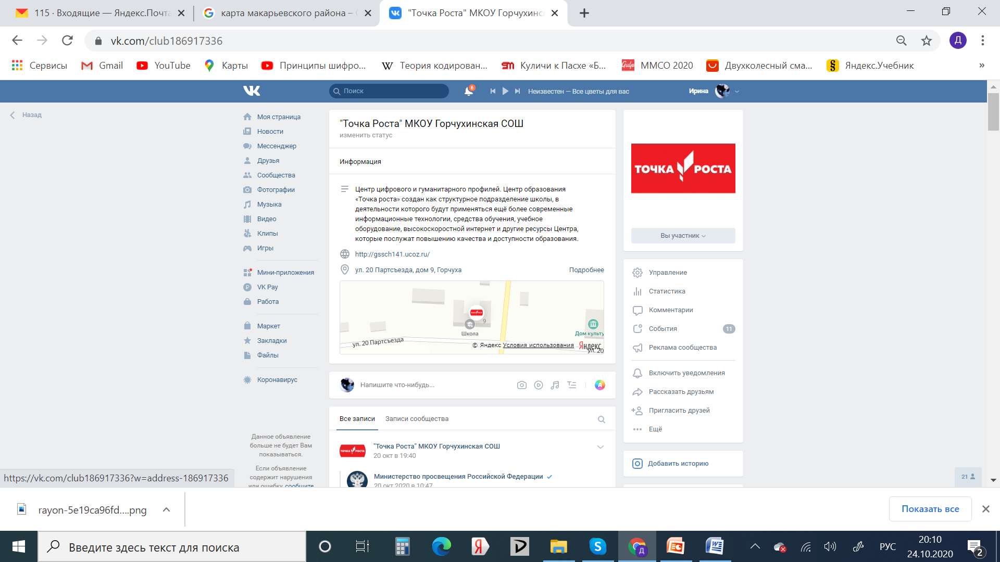 115 · Входящие — Яндекс.Почта
карта макарьевского района –
"Точка Роста" МКОУ Горчухинс
vk.com/club186917336
Д
Сервисы
Gmail
YouTube
Карты
Принципы шифро...
Теория кодирован...
Куличи к Пасхе «Б...
ММСО 2020
Двухколесный сма...
Яндекс.Учебник
»
Поиск
6
Неизвестен — Все цветы для вас
Ирина
Назад
Моя страница
Новости
Мессенджер
Друзья
Сообщества
Фотографии
Музыка
Видео
Клипы
Игры
Мини-приложения
VK Pay
Работа
Маркет
Закладки
Файлы
Коронавирус
Данное объявление
больше не будет Вам
показываться.
Если объявление
содержит нарушения
или ошибку, сообщите
"Точка Роста" МКОУ Горчухинская СОШ
изменить статус
Информация
Центр цифрового и гуманитарного профилей. Центр образования
«Точка роста» создан как структурное подразделение школы, в
деятельности которого будут применяться ещё более современные
информационные технологии, средства обучения, учебное
оборудование, высокоскоростной интернет и другие ресурсы Центра,
которые послужат повышению качества и доступности образования.
http://gssch141.ucoz.ru/
ул. 20 Партсъезда, дом 9, Горчуха
Подробнее
9
Школа
Дом культу
ул. 20 Партсъезда
© Яндекс Условия использования
Яндекс
ул. 20
Напишите что-нибудь...
Все записи
Записи сообщества
ТОЧКА РОСТА
"Точка Роста" МКОУ Горчухинская СОШ
20 окт в 19:40
Министерство просвещения Российской Федерации
20 окт 2020 в 10:47
ТОЧКА РОСТА
Вы участник
Управление
Статистика
Комментарии
События
11
Реклама сообщества
Включить уведомления
Рассказать друзьям
Пригласить друзей
Ещё
Добавить историю
21
https://vk.com/club186917336?w=address-186917336
rayon-5e19ca96fd....png
Показать все
Введите здесь текст для поиска
РУС
20:10
24.10.2020
2